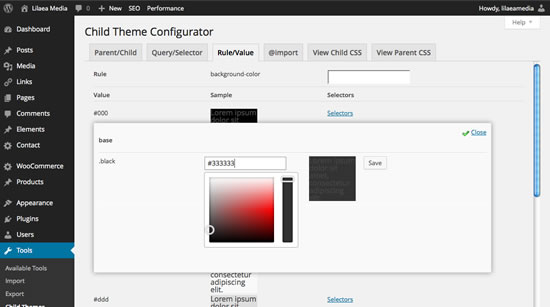 Lilaea Media
0
New
SEO
Performance
Howdy, lilaeamedia
Help
Dashboard
Posts
Media
Links
Pages
Comments
Elements
Contact
WooCommerce
Products
Appearance
Plugins
Users
Tools
Available Tools
Import
Export
Child Theme Configurator
Parent/Child
Query/Selector
Rule/Value
@import
View Child CSS
View Parent CSS
Rule
background-color
Value
Sample
Selectors
#000
Lorem ipsum
dolor sit
Selectors
Close
base
.black
#333333
Lorem ipsum
dolor sit
amet,
consectetur
adipiscing
elit.
Save
consectetur
adipiscing
elit.
#ddd
Lorem ipsum
dolor sit
Selectors